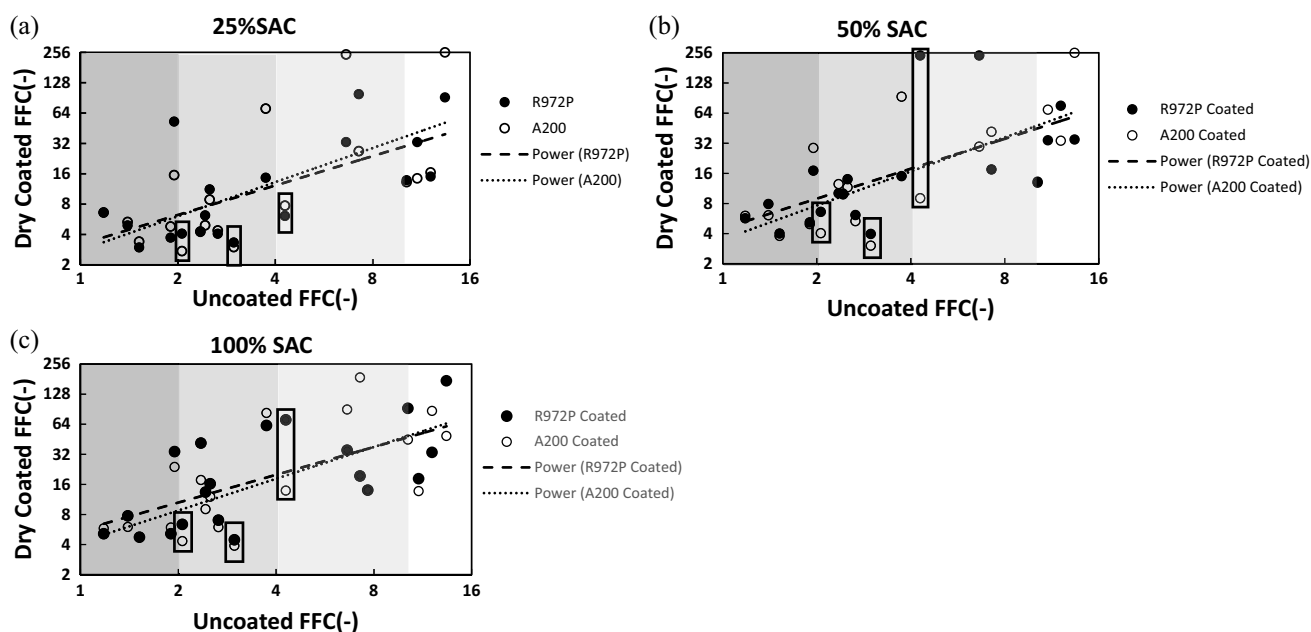 (a)
25%SAC
256
128
64
32
16
8
4
2
Dry Coated FFC(-)
1 2 4 8 16
Uncoated FFC(-)
R972P
A200
Power (R972P)
Power (A200)
(b)
50% SAC
256
128
64
32
16
8
4
2
Dry Coated FFC(-)
1 2 4 8 16
Uncoated FFC(-)
R972P Coated
A200 Coated
Power (R972P Coated)
Power (A200 Coated)
(c)
100% SAC
256
128
64
32
16
8
4
2
Dry Coated FFC(-)
1 2 4 8 16
Uncoated FFC(-)
R972P Coated
A200 Coated
Power (R972P Coated)
Power (A200 Coated)